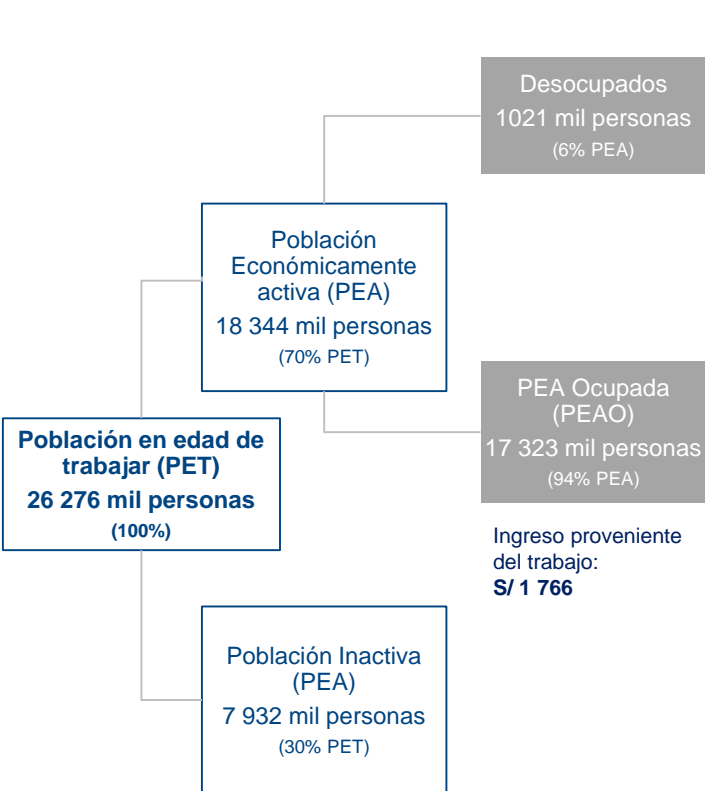 Desocupados
1021 mil personas
(6% PEA)
Población
Económicamente
activa (PEA)
18 344 mil personas
(70% PET)
PEA Ocupada
(PEAO)
17 323 mil personas
(94% PEA)
Población en edad de
trabajar (PET)
26 276 mil personas
(100%)
Ingreso proveniente
del trabajo:
S/ 1 766
Población Inactiva
(PEA)
7 932 mil personas
(30% PET)